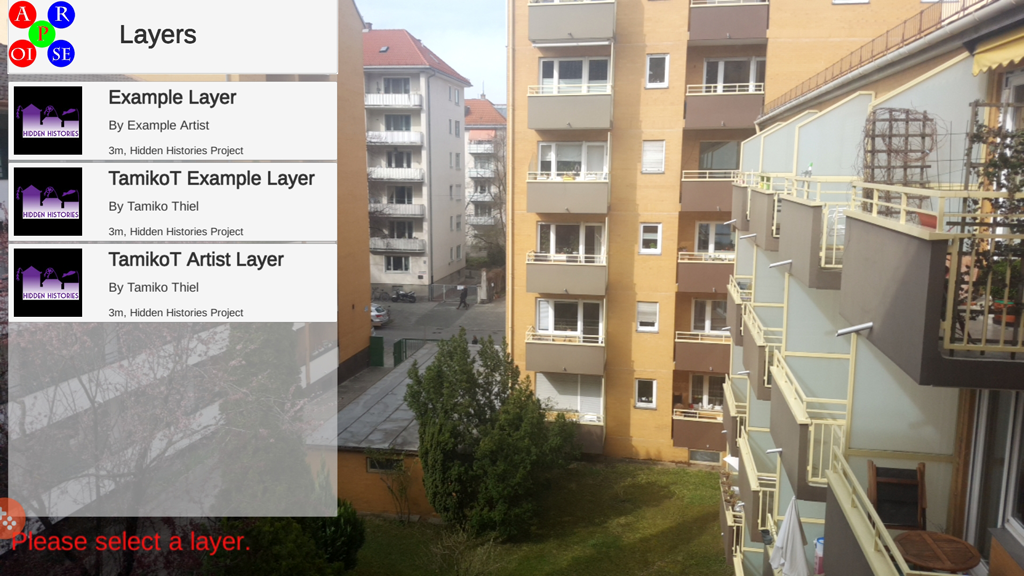 A R
P
OI SE
Layers
HIDDEN HISTORIES
Example Layer
By Example Artist
3m, Hidden Histories Project
HIDDEN HISTORIES
TamikoT Example Layer
By Tamiko Thiel
3m, Hidden Histories Project
HIDDEN HISTORIES
TamikoT Artist Layer
By Tamiko Thiel
3m, Hidden Histories Project
Please select a layer.